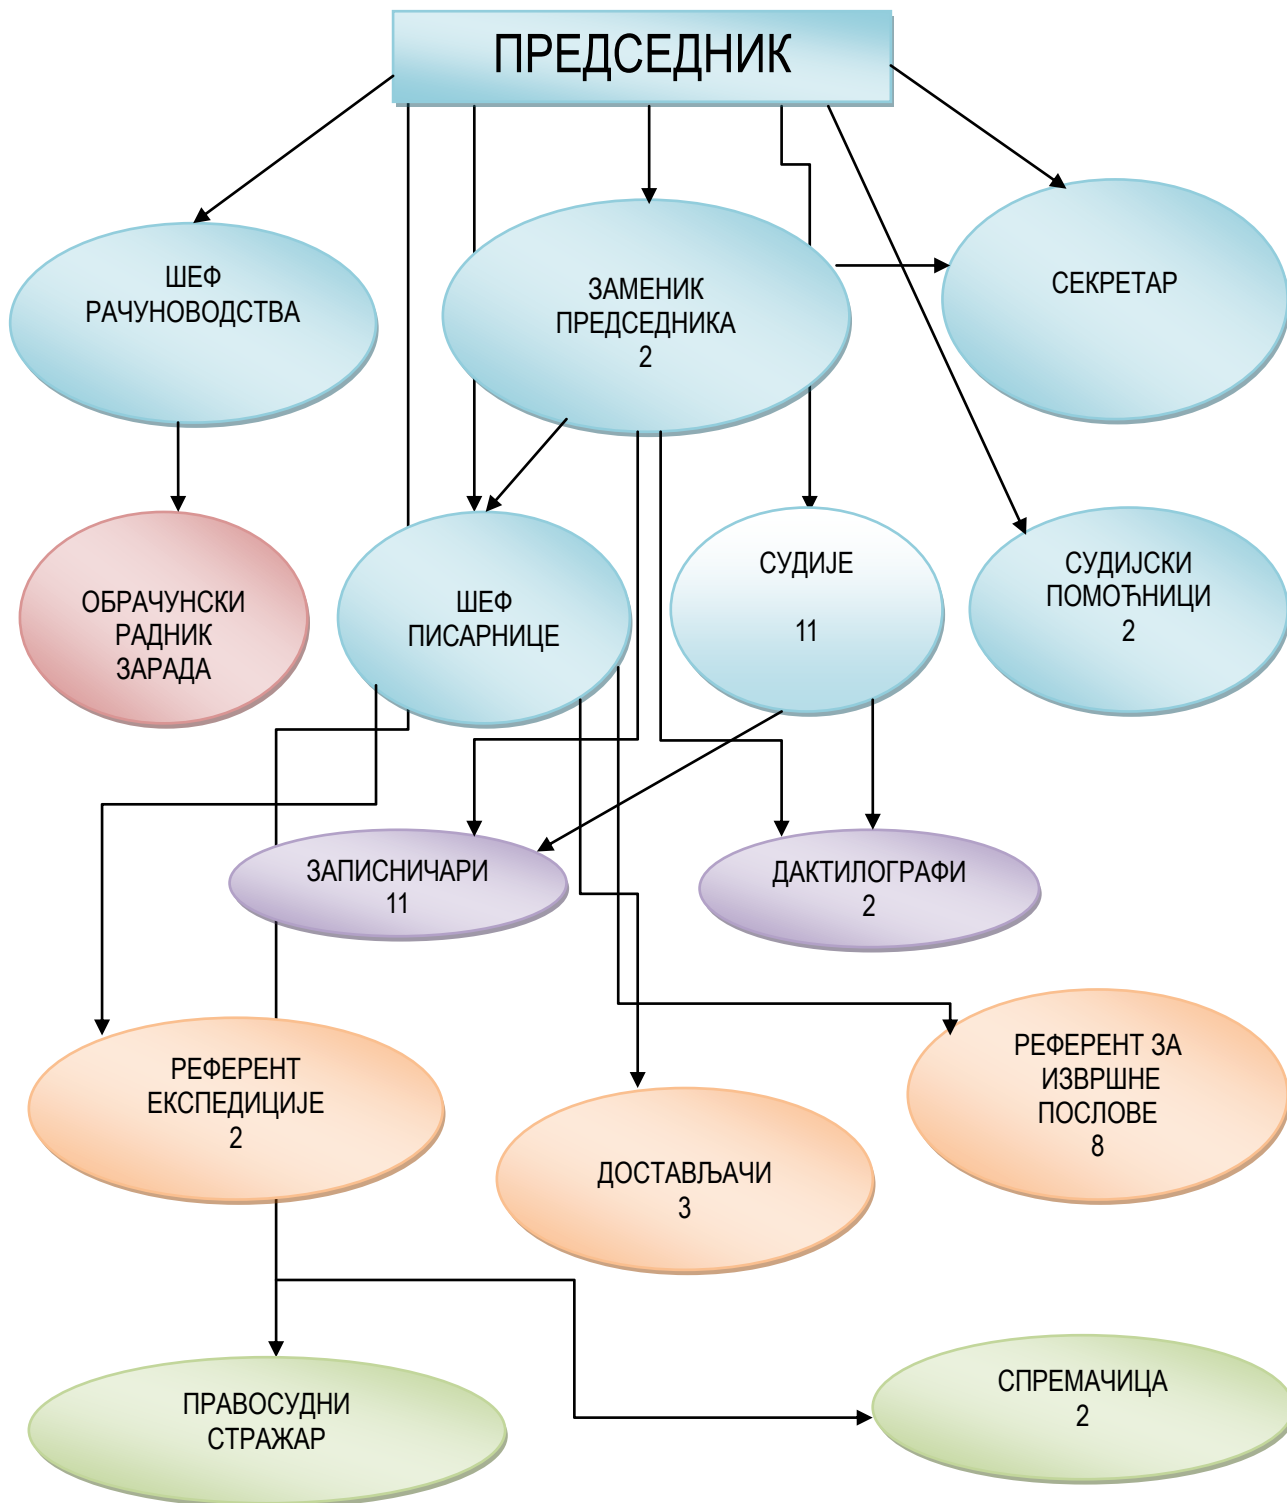 ПРЕДСЕДНИК
ШЕФ
РАЧУНОВОДСТВА
ЗАМЕНИК
ПРЕДСЕДНИКА
2
СЕКРЕТАР
ОБРАЧУНСКИ
РАДНИК
ЗАРАДА
ШЕФ
ПИСАРНИЦЕ
СУДИЈЕ
11
СУДИЈСКИ
ПОМОЋНИЦИ
2
ЗАПИСНИЧАРИ
11
ДАКТИЛОГРАФИ
2
РЕФЕРЕНТ
ЕКСПЕДИЦИЈЕ
2
ДОСТАВЉАЧИ
3
РЕФЕРЕНТ ЗА
ИЗВРШНЕ
ПОСЛОВЕ
8
ПРАВОСУДНИ
СТРАЖАР
СПРЕМАЧИЦА
2